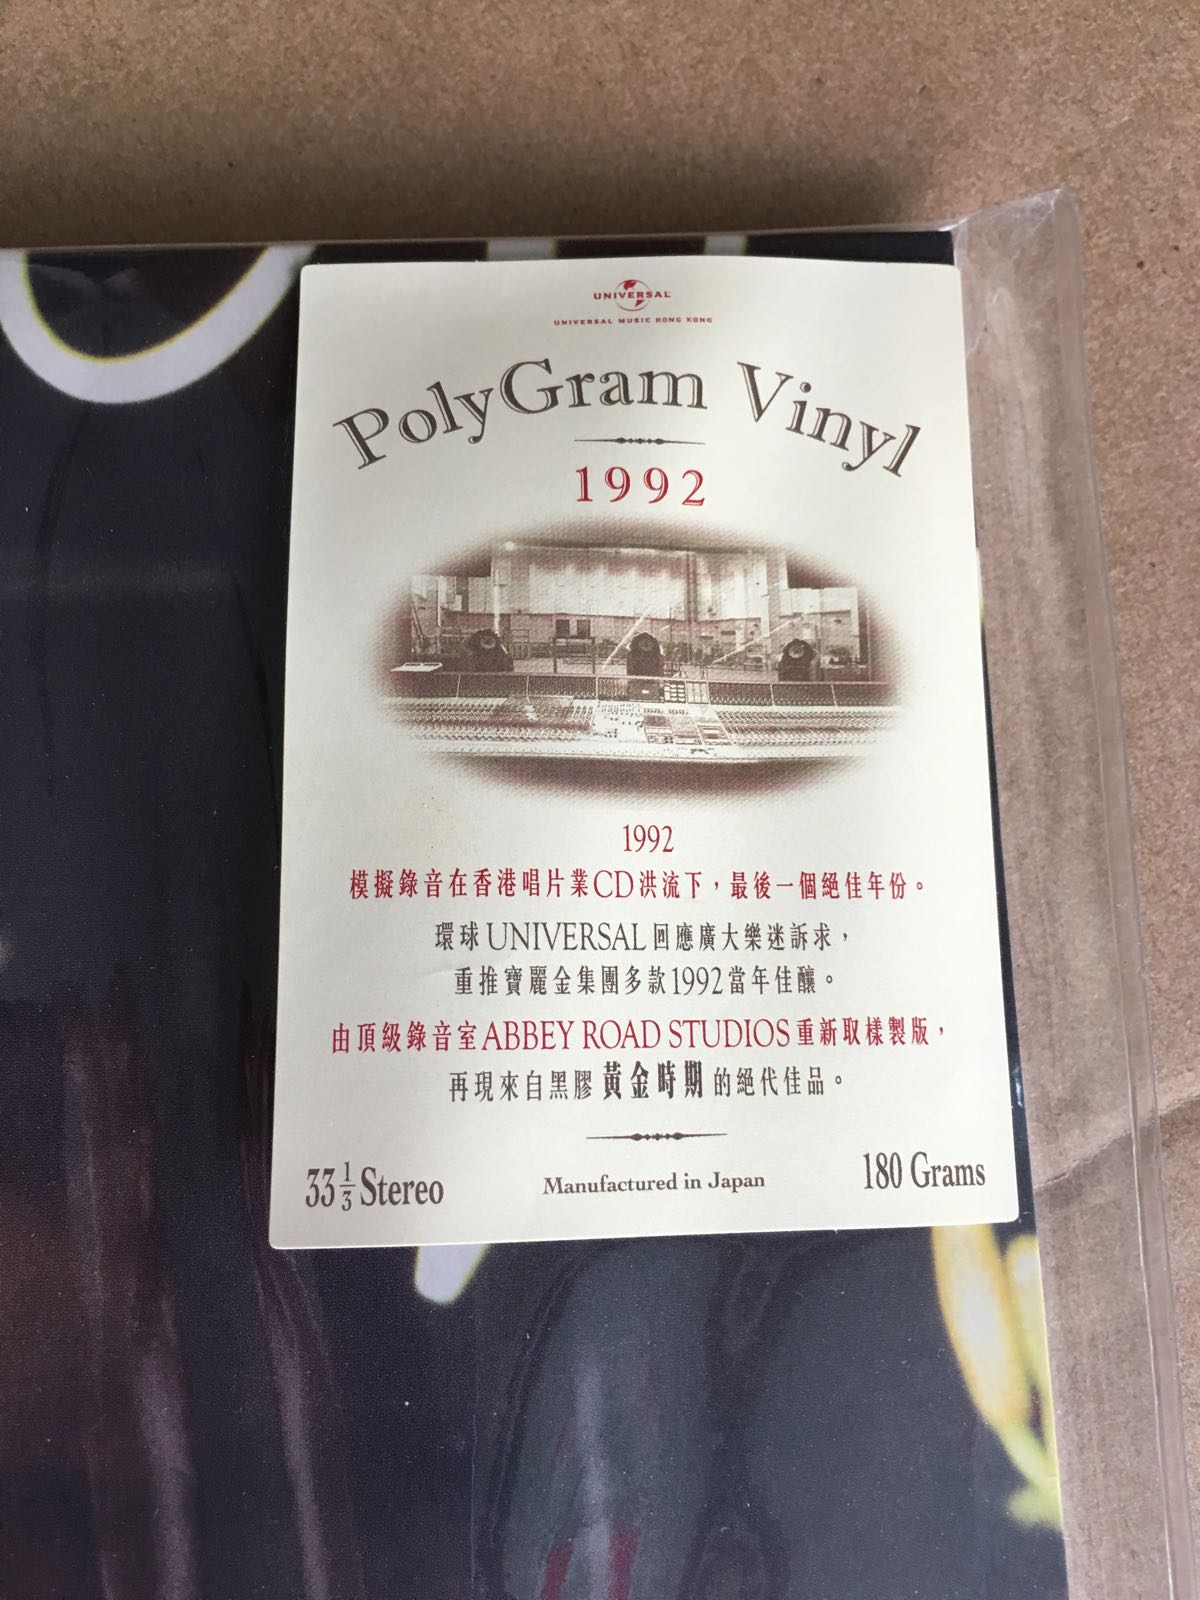 UNIVERSAL
UNIVERSAL MUSIC HONG KONG
PolyGram Vinyl
1992
1992
模擬錄音在香港唱片業CD洪流下，最後一個絕佳年份。
環球UNIVERSAL回應廣大樂迷訴求，
重推寶麗金集團多款1992當年佳釀。
由頂級錄音室ABBEY ROAD STUDIOS重新取樣製版，
再現來自黑膠黃金時期的絕代佳品。
33 1/3 Stereo
Manufactured in Japan
180 Grams